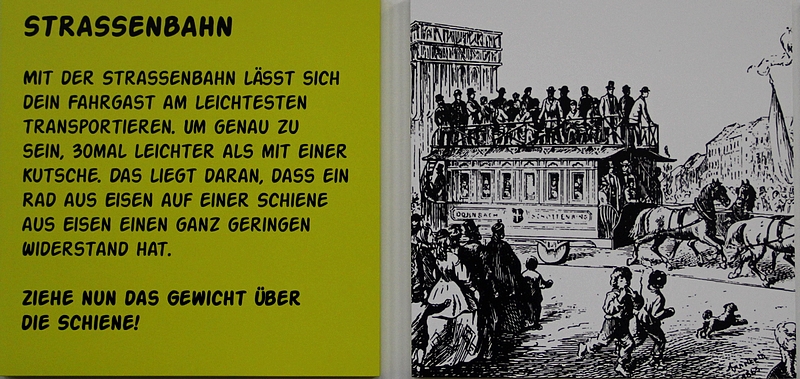 STRASSENBAHN
MIT DER STRASSENBAHN LÄSST SICH
DEIN FAHRGAST AM LEICHTESTEN
TRANSPORTIEREN. UM GENAU ZU
SEIN, 30MAL LEICHTER ALS MIT EINER
KUTSCHE. DAS LIEGT DARAN, DASS EIN
RAD AUS EISEN AUF EINER SCHIENE
AUS EISEN EINEN GANZ GERINGEN
WIDERSTAND HAT.
ZIEHE NUN DAS GEWICHT ÜBER
DIE SCHIENE!
DORNBACH SCHOTTENRING